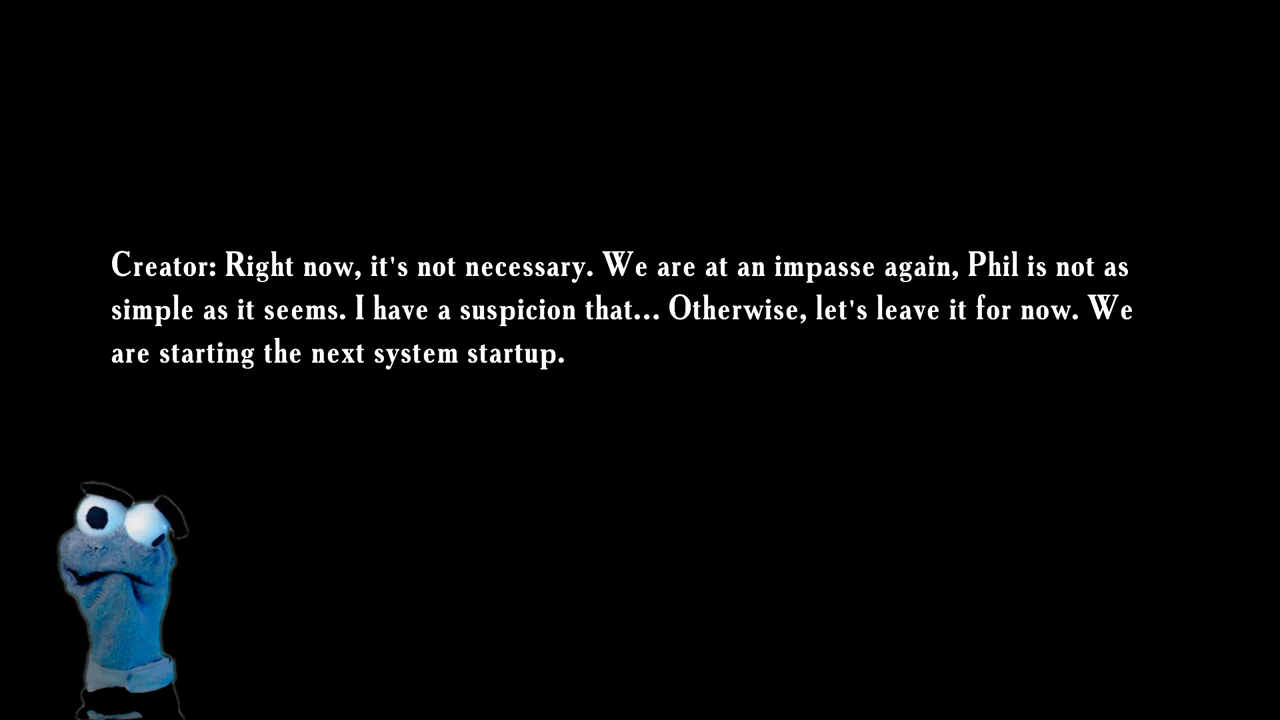 Creator: Right now, it's not necessary. We are at an impasse again, Phil is not as
simple as it seems. I have a suspicion that... Otherwise, let's leave it for now. We
are starting the next system startup.